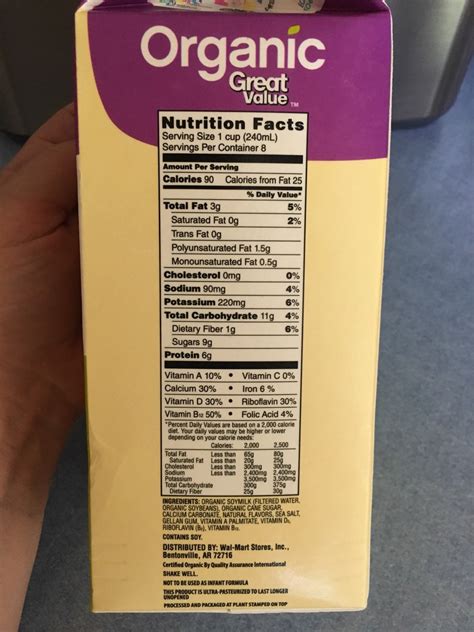 Organic
Great
Value ™
Nutrition Facts
Serving Size 1 cup (240mL)
Servings Per Container 8
Amount Per Serving
Calories 90 Calories from Fat 25
% Daily Value*
Total Fat 3g 5%
Saturated Fat 0g 2%
Trans Fat 0g
Polyunsaturated Fat 1.5g
Monounsaturated Fat 0.5g
Cholesterol 0mg 0%
Sodium 90mg 4%
Potassium 220mg 6%
Total Carbohydrate 11g 4%
Dietary Fiber 1g 6%
Sugars 9g
Protein 6g
Vitamin A 10% • Vitamin C 0%
Calcium 30% • Iron 6 %
Vitamin D 30% • Riboflavin 30%
Vitamin B12 50% • Folic Acid 4%
*Percent Daily Values are based on a 2,000 calorie
diet. Your daily values may be higher or lower
depending on your calorie needs:
Calories: 2,000 2,500
Total Fat Less than 65g 80g
Saturated Fat Less than 20g 25g
Cholesterol Less than 300mg 300mg
Sodium Less than 2,400mg 2,400mg
Potassium 3,500mg 3,500mg
Total Carbohydrate 300g 375g
Dietary Fiber 25g 30g
INGREDIENTS: ORGANIC SOYMILK (FILTERED WATER,
ORGANIC SOYBEANS), ORGANIC CANE SUGAR,
CALCIUM CARBONATE, NATURAL FLAVORS, SEA SALT,
GELLAN GUM, VITAMIN A PALMITATE, VITAMIN D2,
RIBOFLAVIN (B2), VITAMIN B12.
CONTAINS SOY.
DISTRIBUTED BY: Wal-Mart Stores, Inc.,
Bentonville, AR 72716
Certified Organic By Quality Assurance International
SHAKE WELL.
NOT TO BE USED AS INFANT FORMULA
THIS PRODUCT IS ULTRA-PASTEURIZED TO LAST LONGER
UNOPENED
PROCESSED AND PACKAGED AT PLANT STAMPED ON TOP